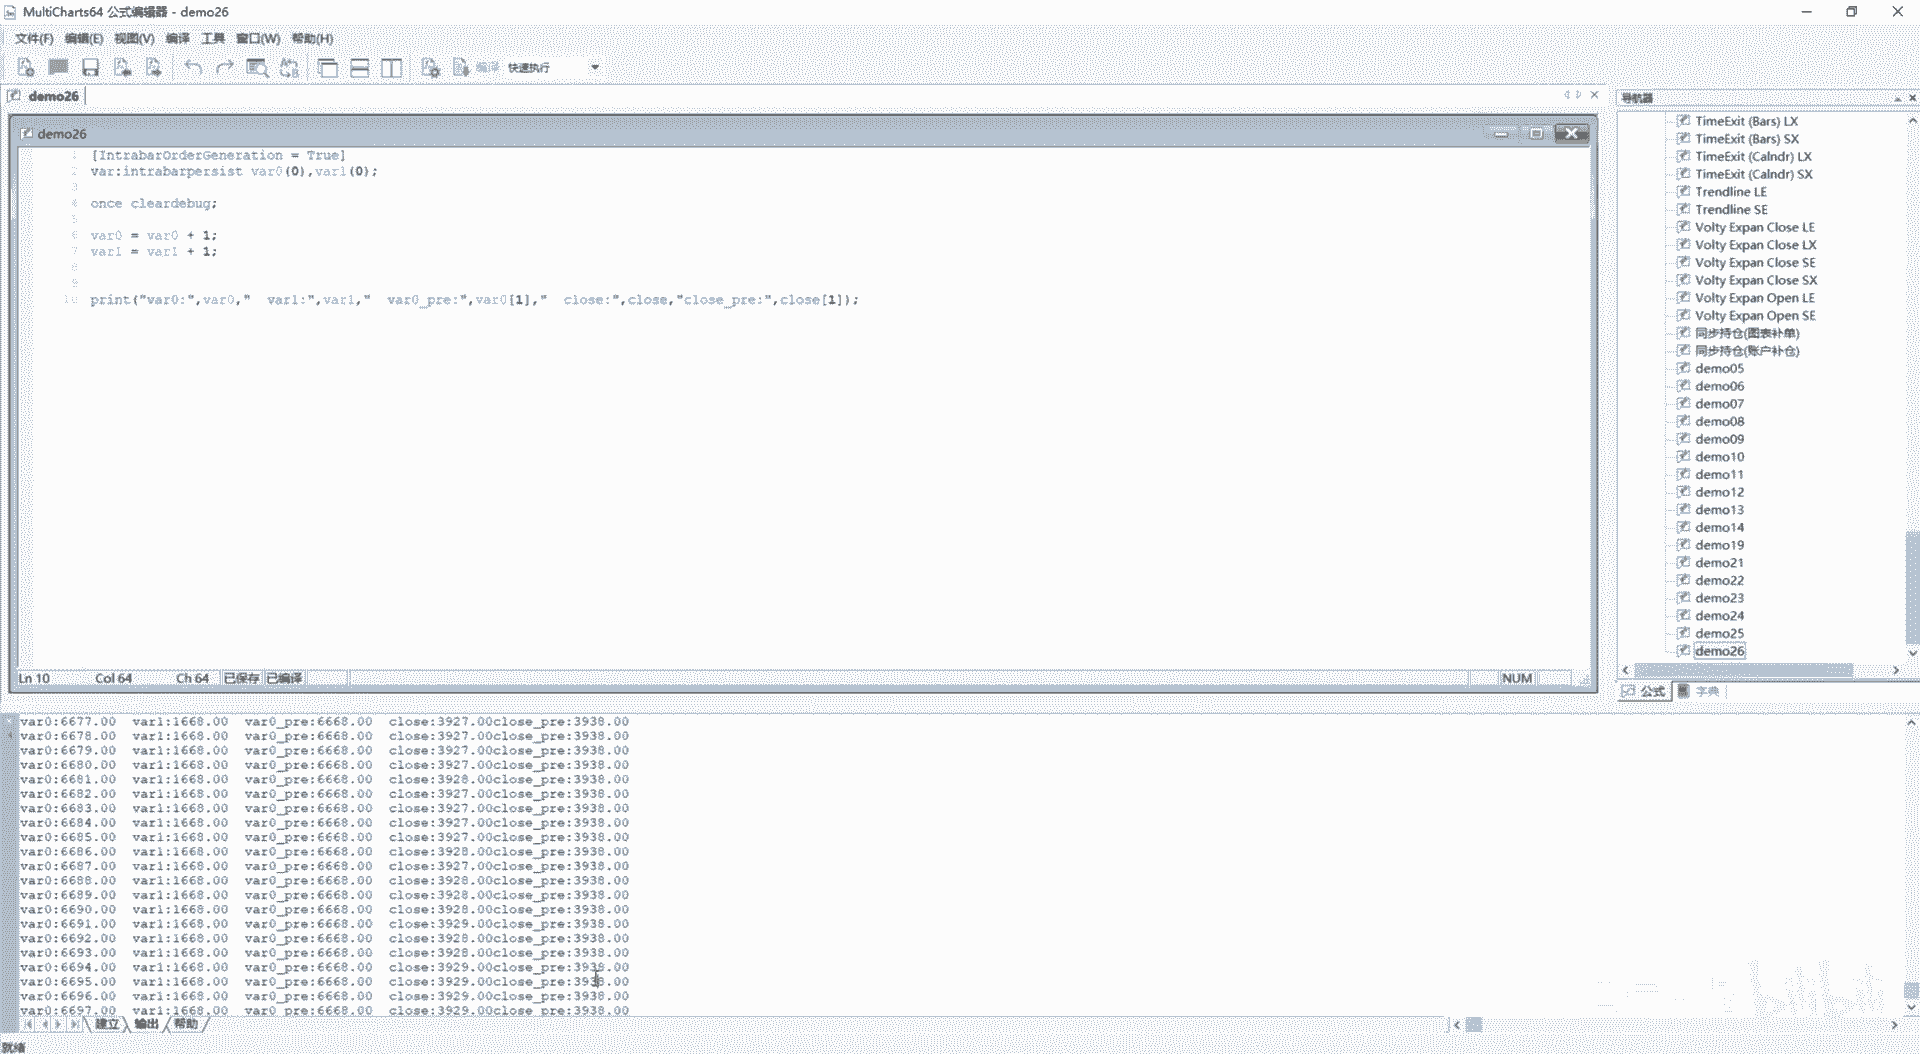 MultiCharts64 公式编辑器 - demo26
文件(F) 编辑(E) 视图(V) 编译 工具 窗口(W) 帮助(H)
编译 快速执行
demo26
导航器
demo26
1 [IntrabarOrderGeneration = True]
2 var:intrabarpersist var0(0),var1(0);
3
4 once cleardebug;
5
6 var0 = var0 + 1;
7 var1 = var1 + 1;
8
9
10 print("var0:",var0," var1:",var1," var0_pre:",var0[1]," close:",close,"close_pre:",close[1]);
Ln 10 Col 64 Ch 64 已保存 已编译 NUM
TimeExit (Bars) LX
TimeExit (Bars) SX
TimeExit (Calndr) LX
TimeExit (Calndr) SX
Trendline LE
Trendline SE
Volty Expan Close LE
Volty Expan Close LX
Volty Expan Close SE
Volty Expan Close SX
Volty Expan Open LE
Volty Expan Open SE
同步持仓(图表补单)
同步持仓(账户补仓)
demo05
demo06
demo07
demo08
demo09
demo10
demo11
demo12
demo13
demo14
demo19
demo21
demo22
demo23
demo24
demo25
demo26
公式 字典
var0:6677.00 var1:1668.00 var0_pre:6668.00 close:3927.00close_pre:3938.00
var0:6678.00 var1:1668.00 var0_pre:6668.00 close:3927.00close_pre:3938.00
var0:6679.00 var1:1668.00 var0_pre:6668.00 close:3927.00close_pre:3938.00
var0:6680.00 var1:1668.00 var0_pre:6668.00 close:3927.00close_pre:3938.00
var0:6681.00 var1:1668.00 var0_pre:6668.00 close:3928.00close_pre:3938.00
var0:6682.00 var1:1668.00 var0_pre:6668.00 close:3927.00close_pre:3938.00
var0:6683.00 var1:1668.00 var0_pre:6668.00 close:3927.00close_pre:3938.00
var0:6684.00 var1:1668.00 var0_pre:6668.00 close:3927.00close_pre:3938.00
var0:6685.00 var1:1668.00 var0_pre:6668.00 close:3927.00close_pre:3938.00
var0:6686.00 var1:1668.00 var0_pre:6668.00 close:3928.00close_pre:3938.00
var0:6687.00 var1:1668.00 var0_pre:6668.00 close:3927.00close_pre:3938.00
var0:6688.00 var1:1668.00 var0_pre:6668.00 close:3928.00close_pre:3938.00
var0:6689.00 var1:1668.00 var0_pre:6668.00 close:3928.00close_pre:3938.00
var0:6690.00 var1:1668.00 var0_pre:6668.00 close:3928.00close_pre:3938.00
var0:6691.00 var1:1668.00 var0_pre:6668.00 close:3929.00close_pre:3938.00
var0:6692.00 var1:1668.00 var0_pre:6668.00 close:3928.00close_pre:3938.00
var0:6693.00 var1:1668.00 var0_pre:6668.00 close:3928.00close_pre:3938.00
var0:6694.00 var1:1668.00 var0_pre:6668.00 close:3929.00close_pre:3938.00
var0:6695.00 var1:1668.00 var0_pre:6668.00 close:3929.00close_pre:3938.00
var0:6696.00 var1:1668.00 var0_pre:6668.00 close:3929.00close_pre:3938.00
var0:6697.00 var1:1668.00 var0_pre:6668.00 close:3929.00close_pre:3938.00
建立 输出 帮助
就绪
bilibili